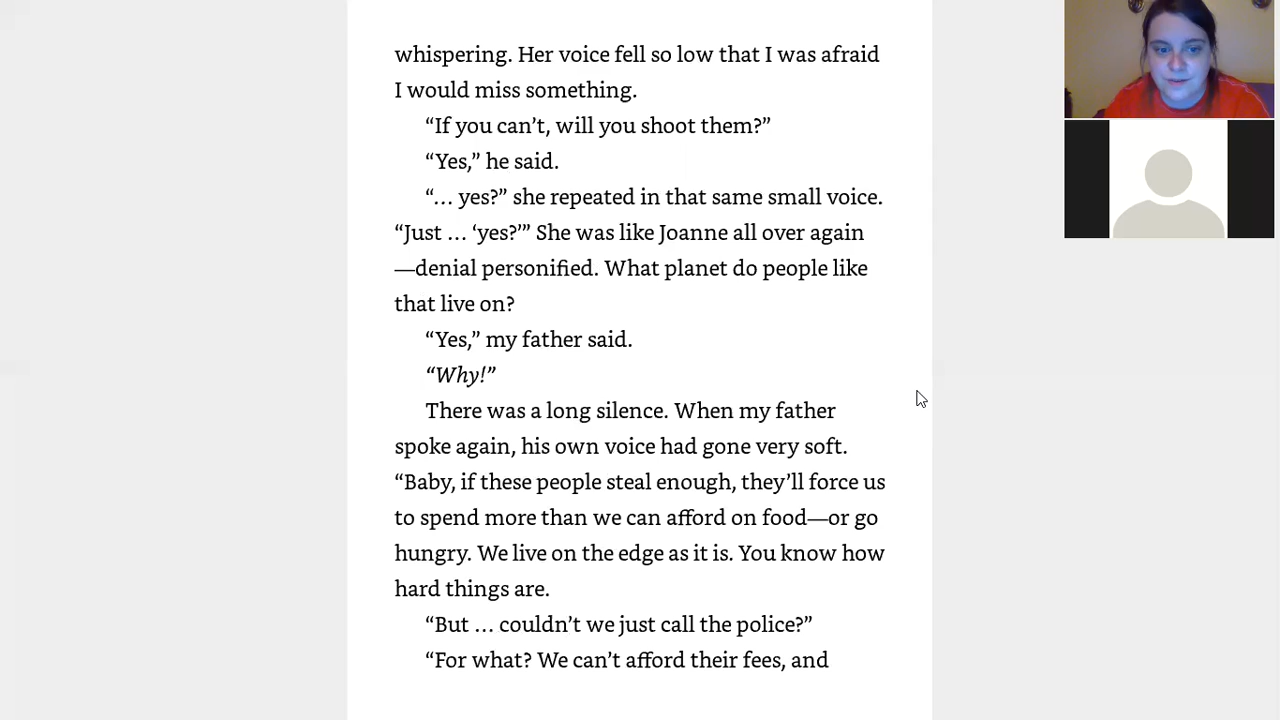 whispering. Her voice fell so low that I was afraid
I would miss something.
“If you can’t, will you shoot them?”
“Yes,” he said.
“… yes?” she repeated in that same small voice.
“Just … ‘yes?’” She was like Joanne all over again
—denial personified. What planet do people like
that live on?
“Yes,” my father said.
“Why!”
There was a long silence. When my father
spoke again, his own voice had gone very soft.
“Baby, if these people steal enough, they’ll force us
to spend more than we can afford on food—or go
hungry. We live on the edge as it is. You know how
hard things are.
“But … couldn’t we just call the police?”
“For what? We can’t afford their fees, and